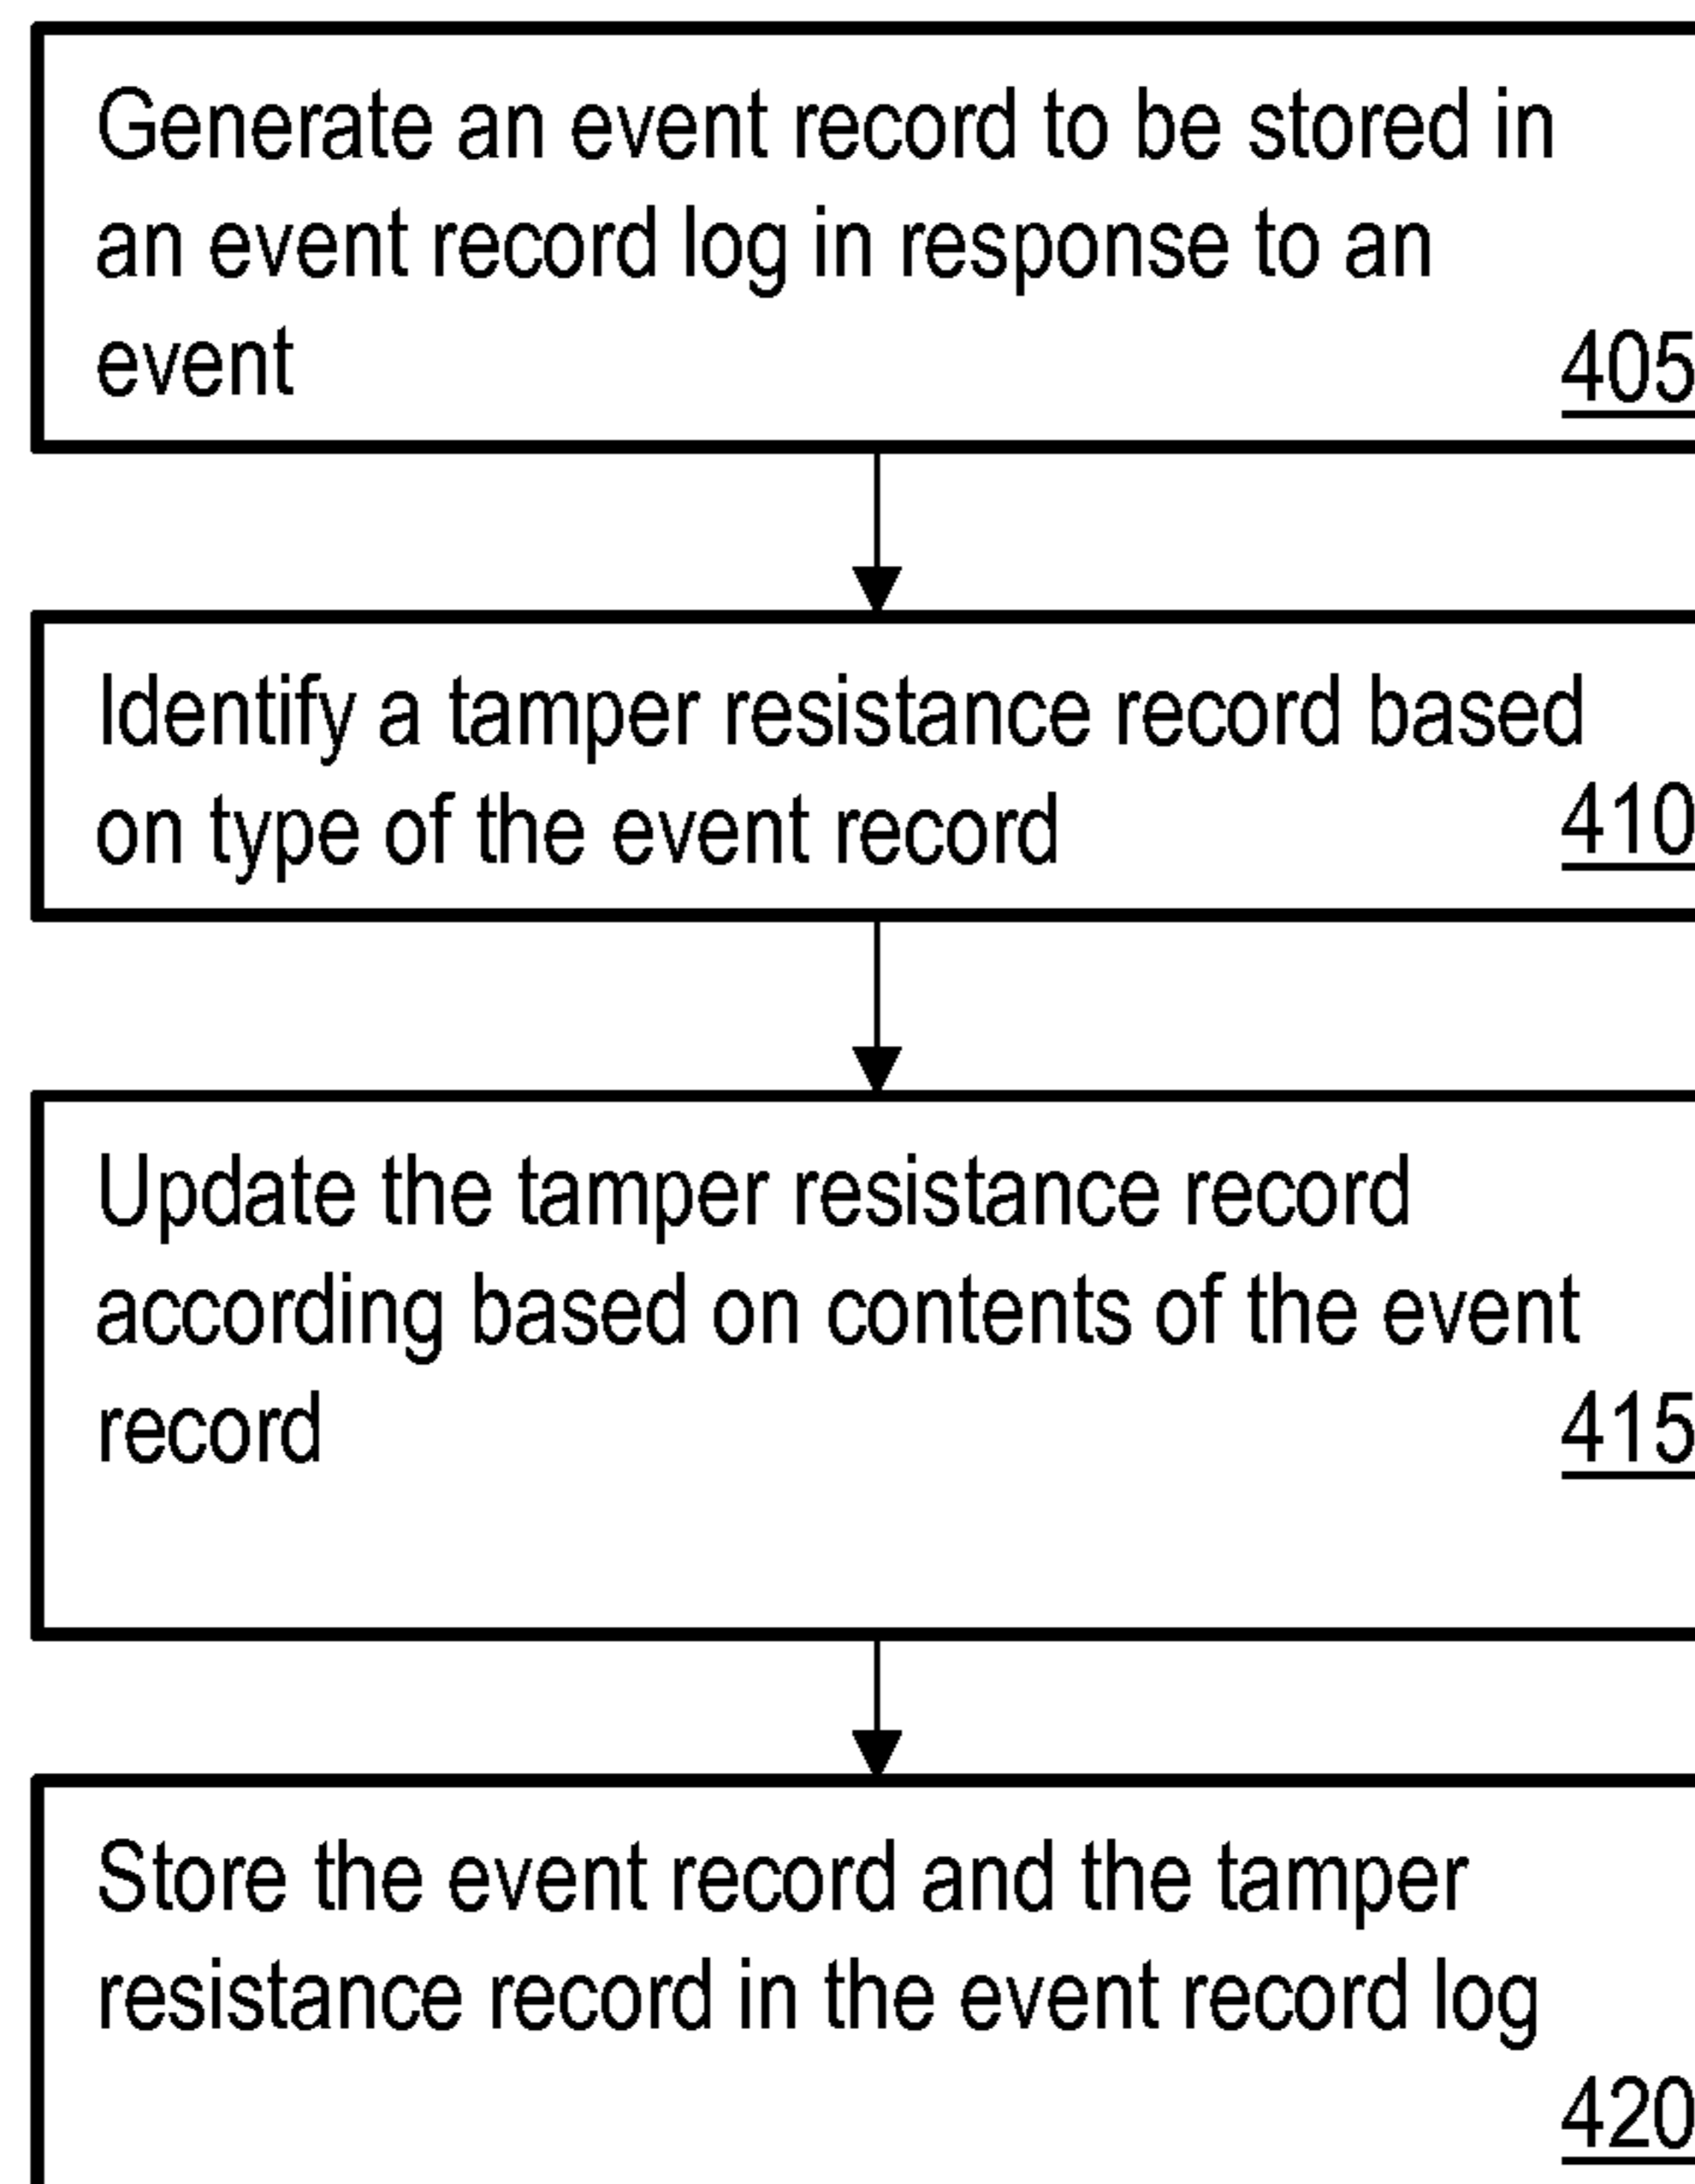 Generate an event record to be stored in
an event record log in response to an
event 405
Identify a tamper resistance record based
on type of the event record 410
Update the tamper resistance record
according based on contents of the event
record 415
Store the event record and the tamper
resistance record in the event record log
420